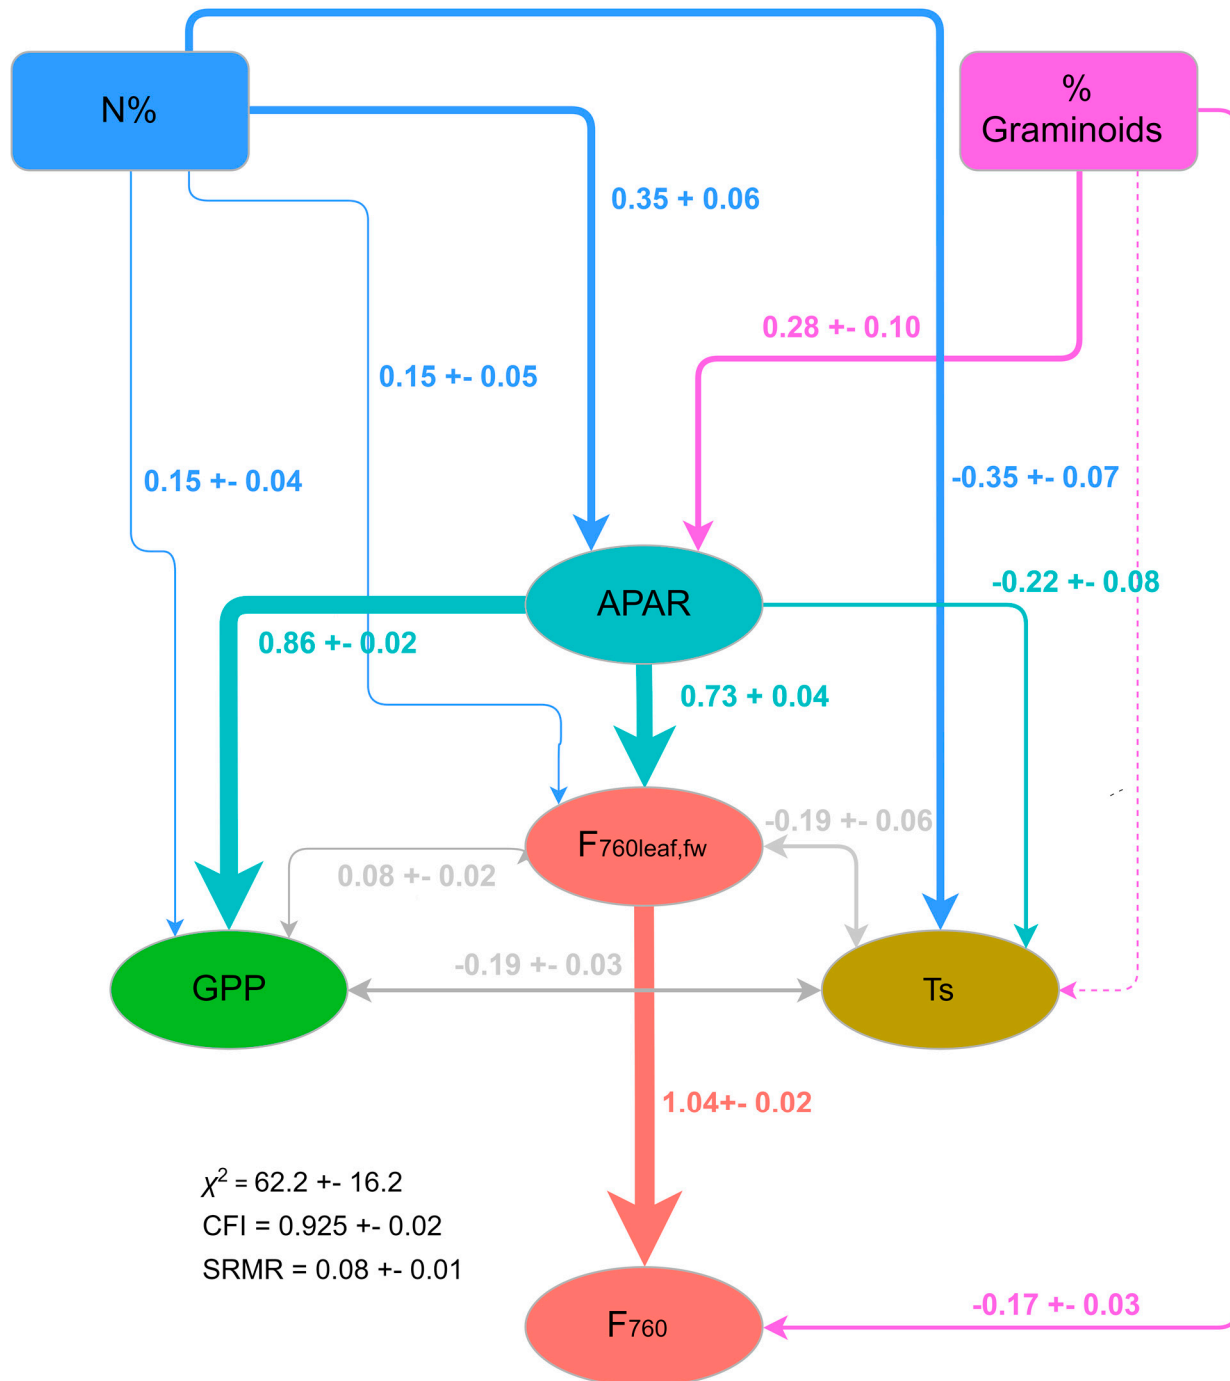 N%
%
Graminoids
0.35 + 0.06
0.28 +- 0.10
0.15 +- 0.05
0.15 +- 0.04
-0.35 +- 0.07
-0.22 +- 0.08
APAR
0.86 +- 0.02
0.73 + 0.04
-0.19 +- 0.06
F760leaf,fw
0.08 +- 0.02
-0.19 +- 0.03
GPP
Ts
1.04+- 0.02
χ² = 62.2 +- 16.2
CFI = 0.925 +- 0.02
SRMR = 0.08 +- 0.01
-0.17 +- 0.03
F760